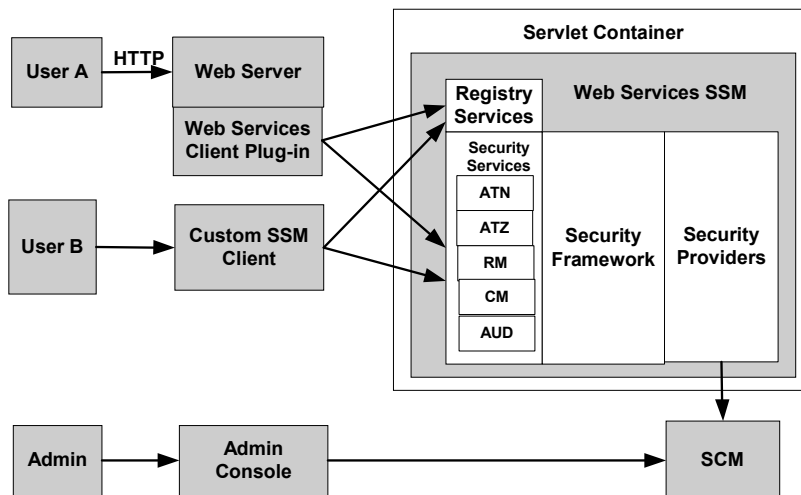 Servlet Container
User A
HTTP
Web Server
Web Services
Client Plug-in
Registry
Services
Web Services SSM
Security
Services
ATN
ATZ
RM
CM
AUD
Security
Framework
Security
Providers
User B
Custom SSM
Client
Admin
Admin
Console
SCM